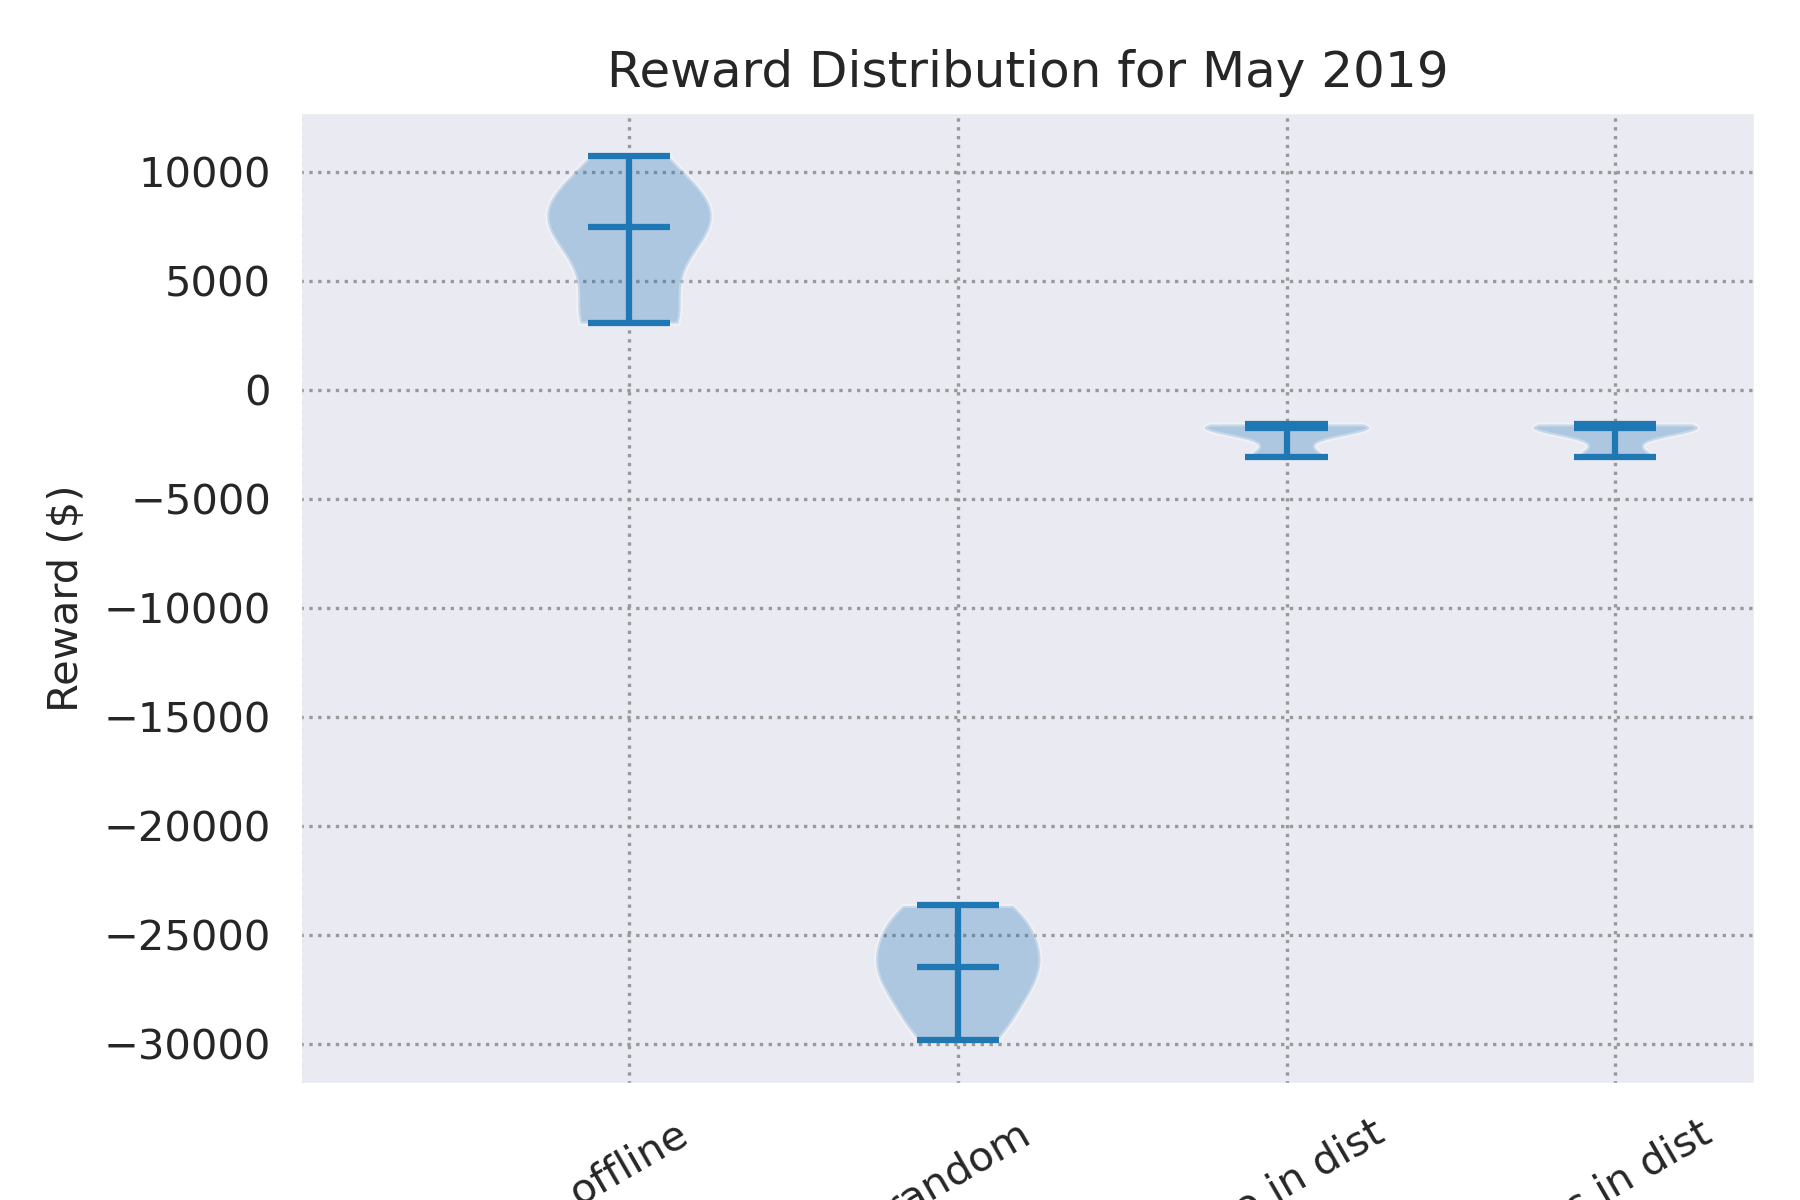 Reward Distribution for May 2019
Reward ($)
10000
5000
0
−5000
−10000
−15000
−20000
−25000
−30000
offline
random
in dist
in dist